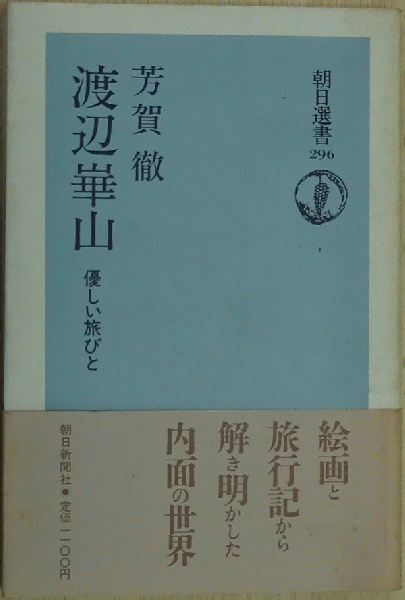 朝日選書
296
芳賀 徹
渡辺崋山
優しい旅びと
絵画と
旅行記から
解き明かした
内面の世界
朝日新聞社●定価一一〇〇円